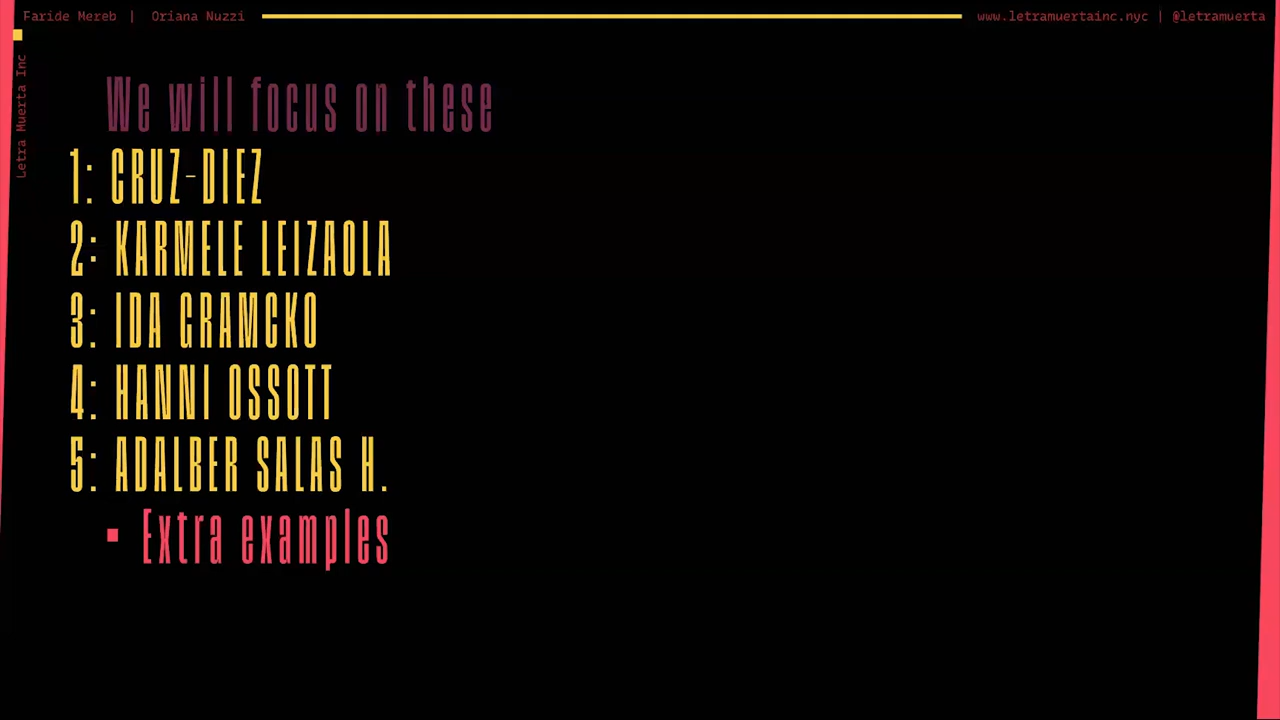 Faride Mereb | Oriana Nuzzi
www.letramuertainc.nyc | @letramuerta
Letra Muerta Inc
We will focus on these
1: CRUZ-DIEZ
2: KARMELE LEIZAOLA
3: IDA GRAMCKO
4: HANNI OSSOTT
5: ADALBER SALAS H.
▪ Extra examples